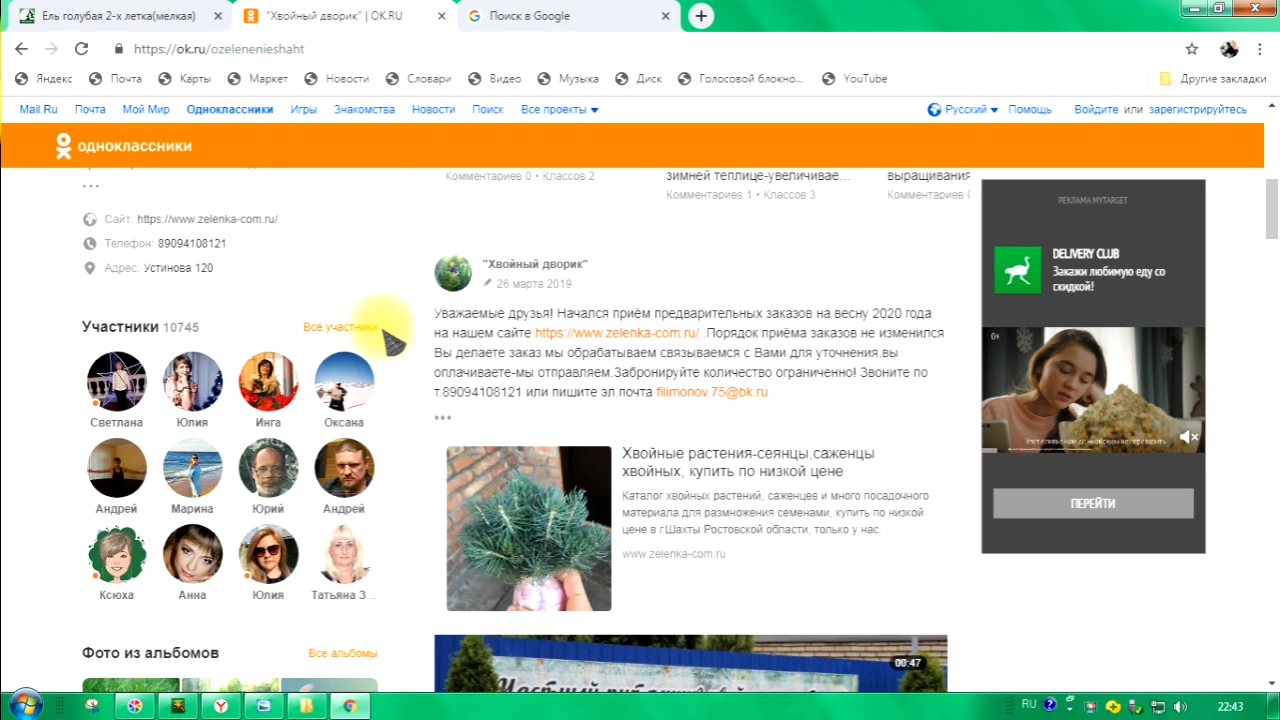 Ель голубая 2-х летка(мелкая)
"Хвойный дворик" | OK.RU
Поиск в Google
https://ok.ru/ozelenenieshaht
Яндекс
Почта
Карты
Маркет
Новости
Словари
Видео
Музыка
Диск
Голосовой блокно...
YouTube
Другие закладки
Mail.Ru
Почта
Мой Мир
Одноклассники
Игры
Знакомства
Новости
Поиск
Все проекты
Русский
Помощь
Войдите или зарегистрируйтесь
одноклассники
Комментариев 0 • Классов 2
зимней теплице-увеличивае...
Комментариев 1 • Классов 3
выращивания
Комментариев
Сайт: https://www.zelenka-com.ru/
Телефон: 89094108121
Адрес: Устинова 120
Участники 10745
Все участники
Светлана
Юлия
Инга
Оксана
Андрей
Марина
Юрий
Андрей
Ксюха
Анна
Юлия
Татьяна З...
Фото из альбомов
Все альбомы
"Хвойный дворик"
26 марта 2019
Уважаемые друзья! Начался приём предварительных заказов на весну 2020 года
на нашем сайте https://www.zelenka-com.ru/ .Порядок приёма заказов не изменился
Вы делаете заказ мы обрабатываем связываемся с Вами для уточнения,вы
оплачиваете-мы отправляем.Забронируйте количество ограниченно! Звоните по
т.89094108121 или пишите эл.почта filimonov.75@bk.ru
Хвойные растения-сеянцы,саженцы
хвойных, купить по низкой цене
Каталог хвойных растений, саженцев и много посадочного
материала для размножения семенами, купить по низкой
цене в г.Шахты Ростовской области, только у нас.
www.zelenka-com.ru
00:47
РЕКЛАМА MYTARGET
DELIVERY CLUB
Закажи любимую еду со
скидкой!
0+
ПЕРЕЙТИ
RU
22:43